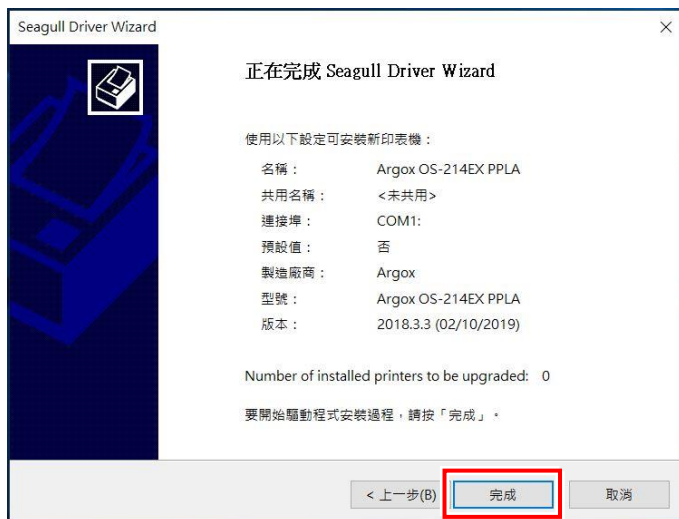 Seagull Driver Wizard
正在完成 Seagull Driver Wizard
使用以下設定可安裝新印表機：
名稱： Argox OS-214EX PPLA
共用名稱： <未共用>
連接埠： COM1:
預設值： 否
製造廠商： Argox
型號： Argox OS-214EX PPLA
版本： 2018.3.3 (02/10/2019)
Number of installed printers to be upgraded: 0
要開始驅動程式安裝過程，請按「完成」。
< 上一步(B) 完成 取消